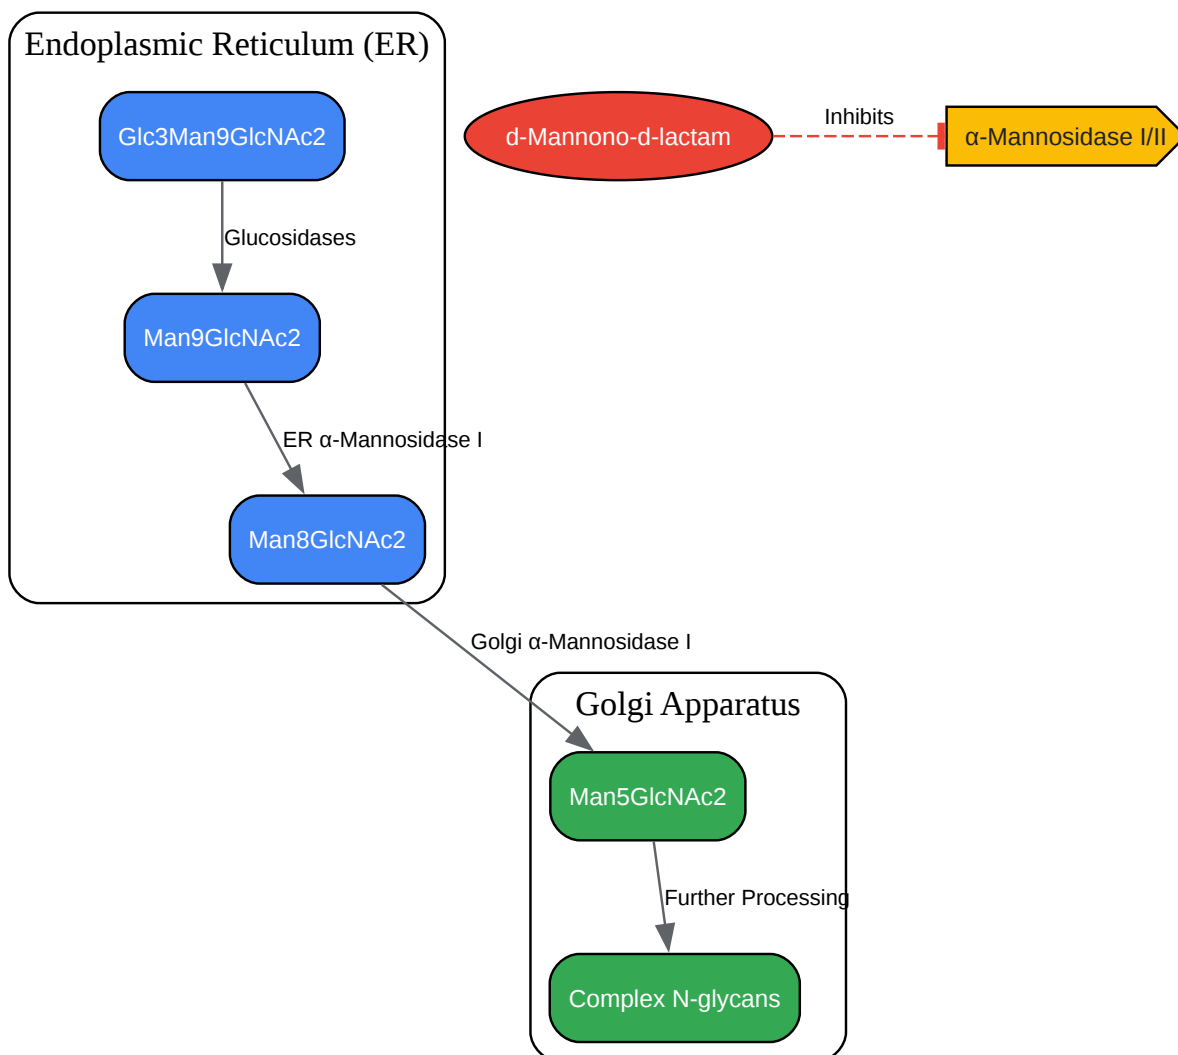 Endoplasmic Reticulum (ER)
Glc3Man9GlcNAc2
d-Mannono-d-lactam
Inhibits
α-Mannosidase I/II
Glucosidases
Man9GlcNAc2
ER α-Mannosidase I
Man8GlcNAc2
Golgi α-Mannosidase I
Golgi Apparatus
Man5GlcNAc2
Further Processing
Complex N-glycans